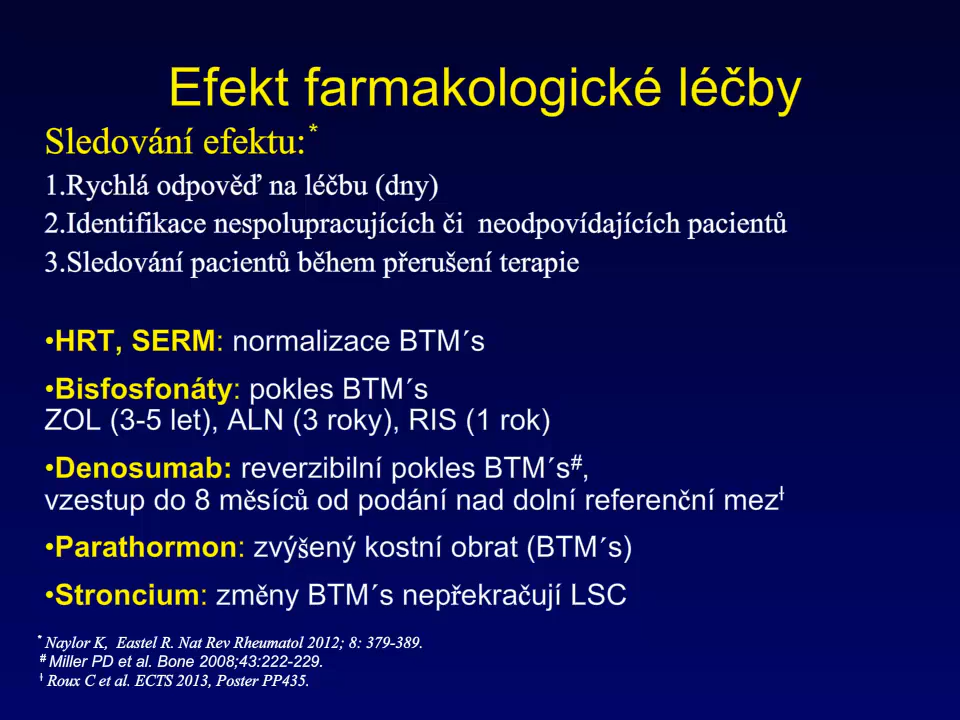 Efekt farmakologické léčby
Sledování efektu:*
1.Rychlá odpověď na léčbu (dny)
2.Identifikace nespolupracujících či neodpovídajících pacientů
3.Sledování pacientů během přerušení terapie
•HRT, SERM: normalizace BTM´s
•Bisfosfonáty: pokles BTM´s
ZOL (3-5 let), ALN (3 roky), RIS (1 rok)
•Denosumab: reverzibilní pokles BTM´s#,
vzestup do 8 měsíců od podání nad dolní referenční mezƚ
•Parathormon: zvýšený kostní obrat (BTM´s)
•Stroncium: změny BTM´s nepřekračují LSC
* Naylor K, Eastel R. Nat Rev Rheumatol 2012; 8: 379-389.
# Miller PD et al. Bone 2008;43:222-229.
ƚ Roux C et al. ECTS 2013, Poster PP435.